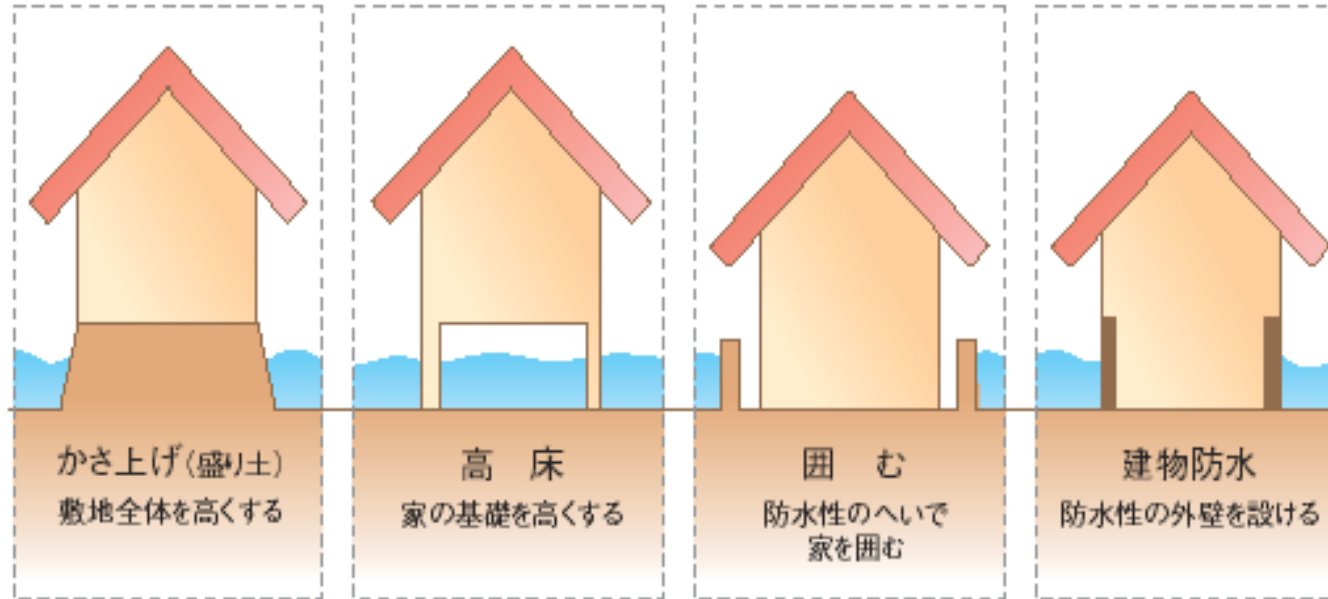 かさ上げ(盛り土)
敷地全体を高くする
高 床
家の基礎を高くする
囲 む
防水性のへいで
家を囲む
建物防水
防水性の外壁を設ける